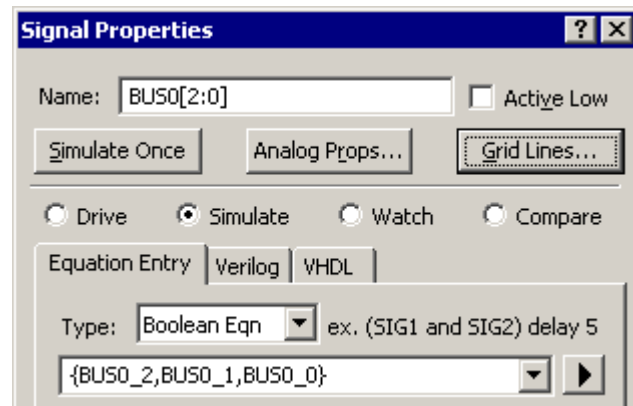 Signal Properties
Name: BUS0[2:0] Active Low
Simulate Once Analog Props... Grid Lines...
Drive Simulate Watch Compare
Equation Entry Verilog VHDL
Type: Boolean Eqn ex. (SIG1 and SIG2) delay 5
{BUS0_2,BUS0_1,BUS0_0}